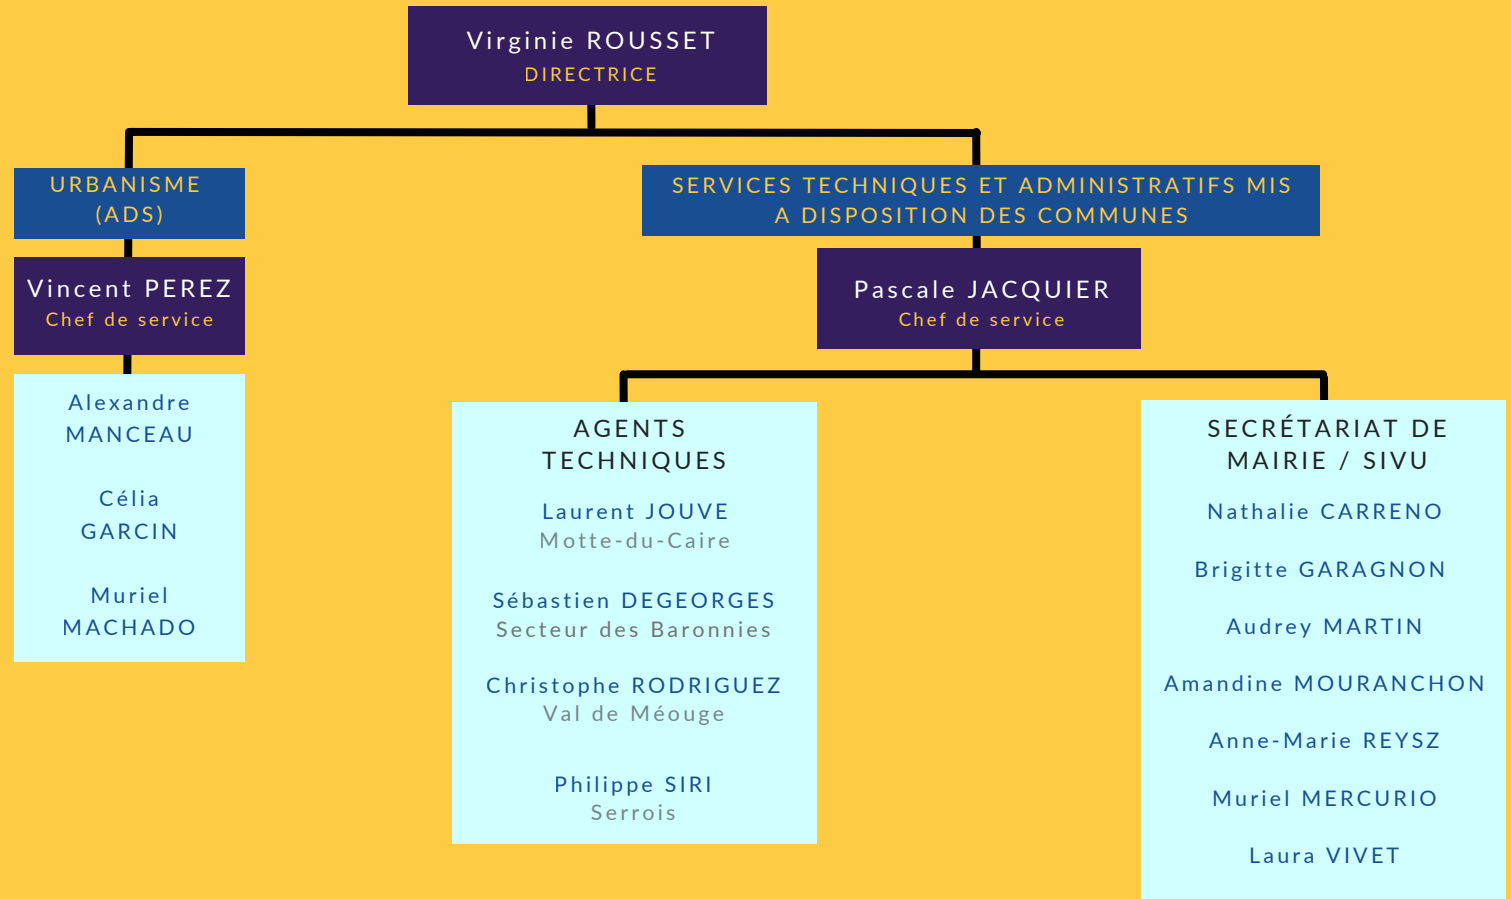 Virginie ROUSSET
DIRECTRICE
URBANISME
(ADS)
Vincent PEREZ
Chef de service
Alexandre
MANCEAU
Célia
GARCIN
Muriel
MACHADO
SERVICES TECHNIQUES ET ADMINISTRATIFS MIS
A DISPOSITION DES COMMUNES
Pascale JACQUIER
Chef de service
AGENTS
TECHNIQUES
Laurent JOUVE
Motte-du-Caire
Sébastien DEGEORGES
Secteur des Baronnies
Christophe RODRIGUEZ
Val de Méouge
Philippe SIRI
Serrois
SECRÉTARIAT DE
MAIRIE / SIVU
Nathalie CARRENO
Brigitte GARAGNON
Audrey MARTIN
Amandine MOURANCHON
Anne-Marie REYSZ
Muriel MERCURIO
Laura VIVET